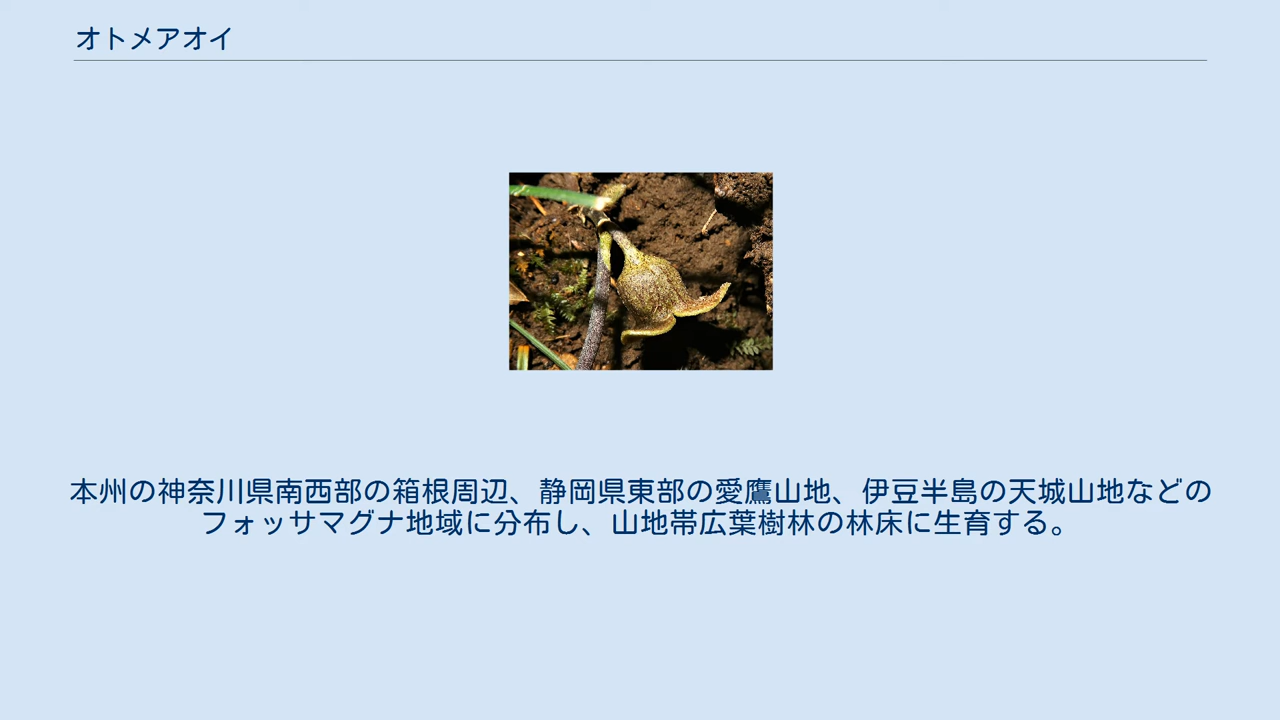 オトメアオイ
本州の神奈川県南西部の箱根周辺、静岡県東部の愛鷹山地、伊豆半島の天城山地などの
フォッサマグナ地域に分布し、山地帯広葉樹林の林床に生育する。